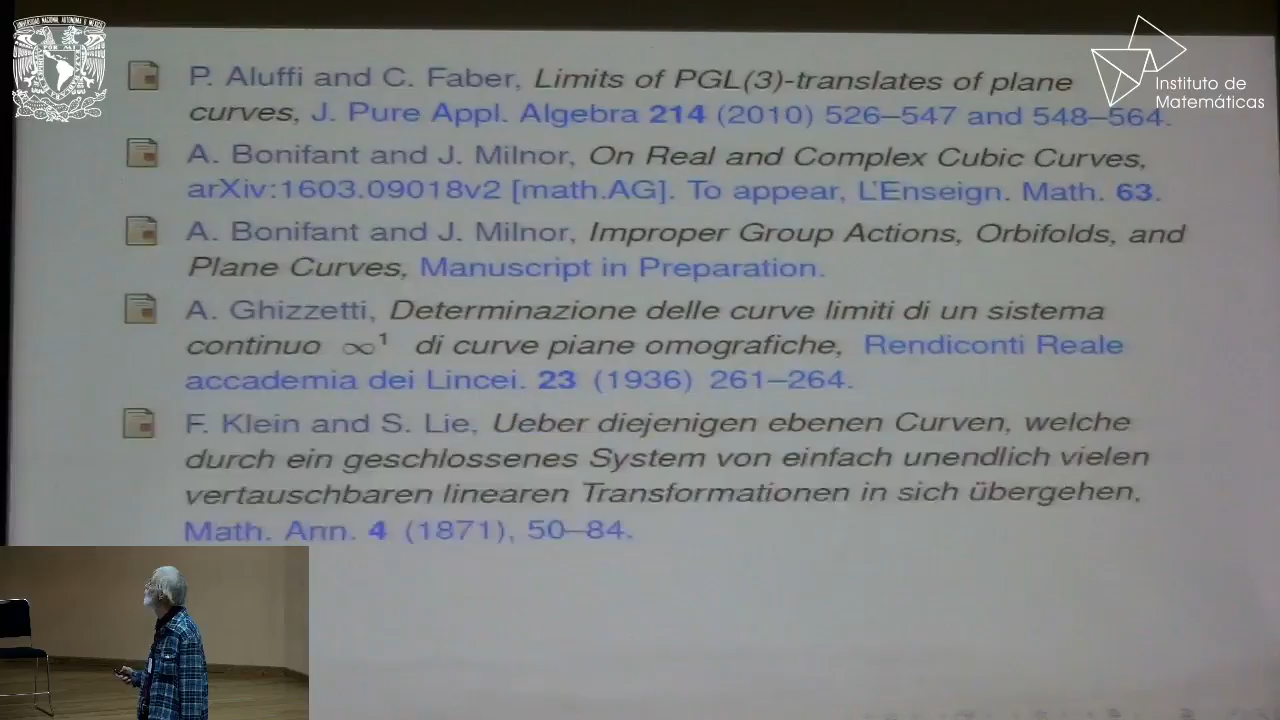 UNIVERSIDAD NACIONAL AUTONOMA DE MEXICO
Instituto de
Matemáticas
P. Aluffi and C. Faber, Limits of PGL(3)-translates of plane
curves, J. Pure Appl. Algebra 214 (2010) 526–547 and 548–564.
A. Bonifant and J. Milnor, On Real and Complex Cubic Curves,
arXiv:1603.09018v2 [math.AG]. To appear, L'Enseign. Math. 63.
A. Bonifant and J. Milnor, Improper Group Actions, Orbifolds, and
Plane Curves, Manuscript in Preparation.
A. Ghizzetti, Determinazione delle curve limiti di un sistema
continuo ∞¹ di curve piane omografiche, Rendiconti Reale
accademia dei Lincei. 23 (1936) 261–264.
F. Klein and S. Lie, Ueber diejenigen ebenen Curven, welche
durch ein geschlossenes System von einfach unendlich vielen
vertauschbaren linearen Transformationen in sich übergehen,
Math. Ann. 4 (1871), 50–84.